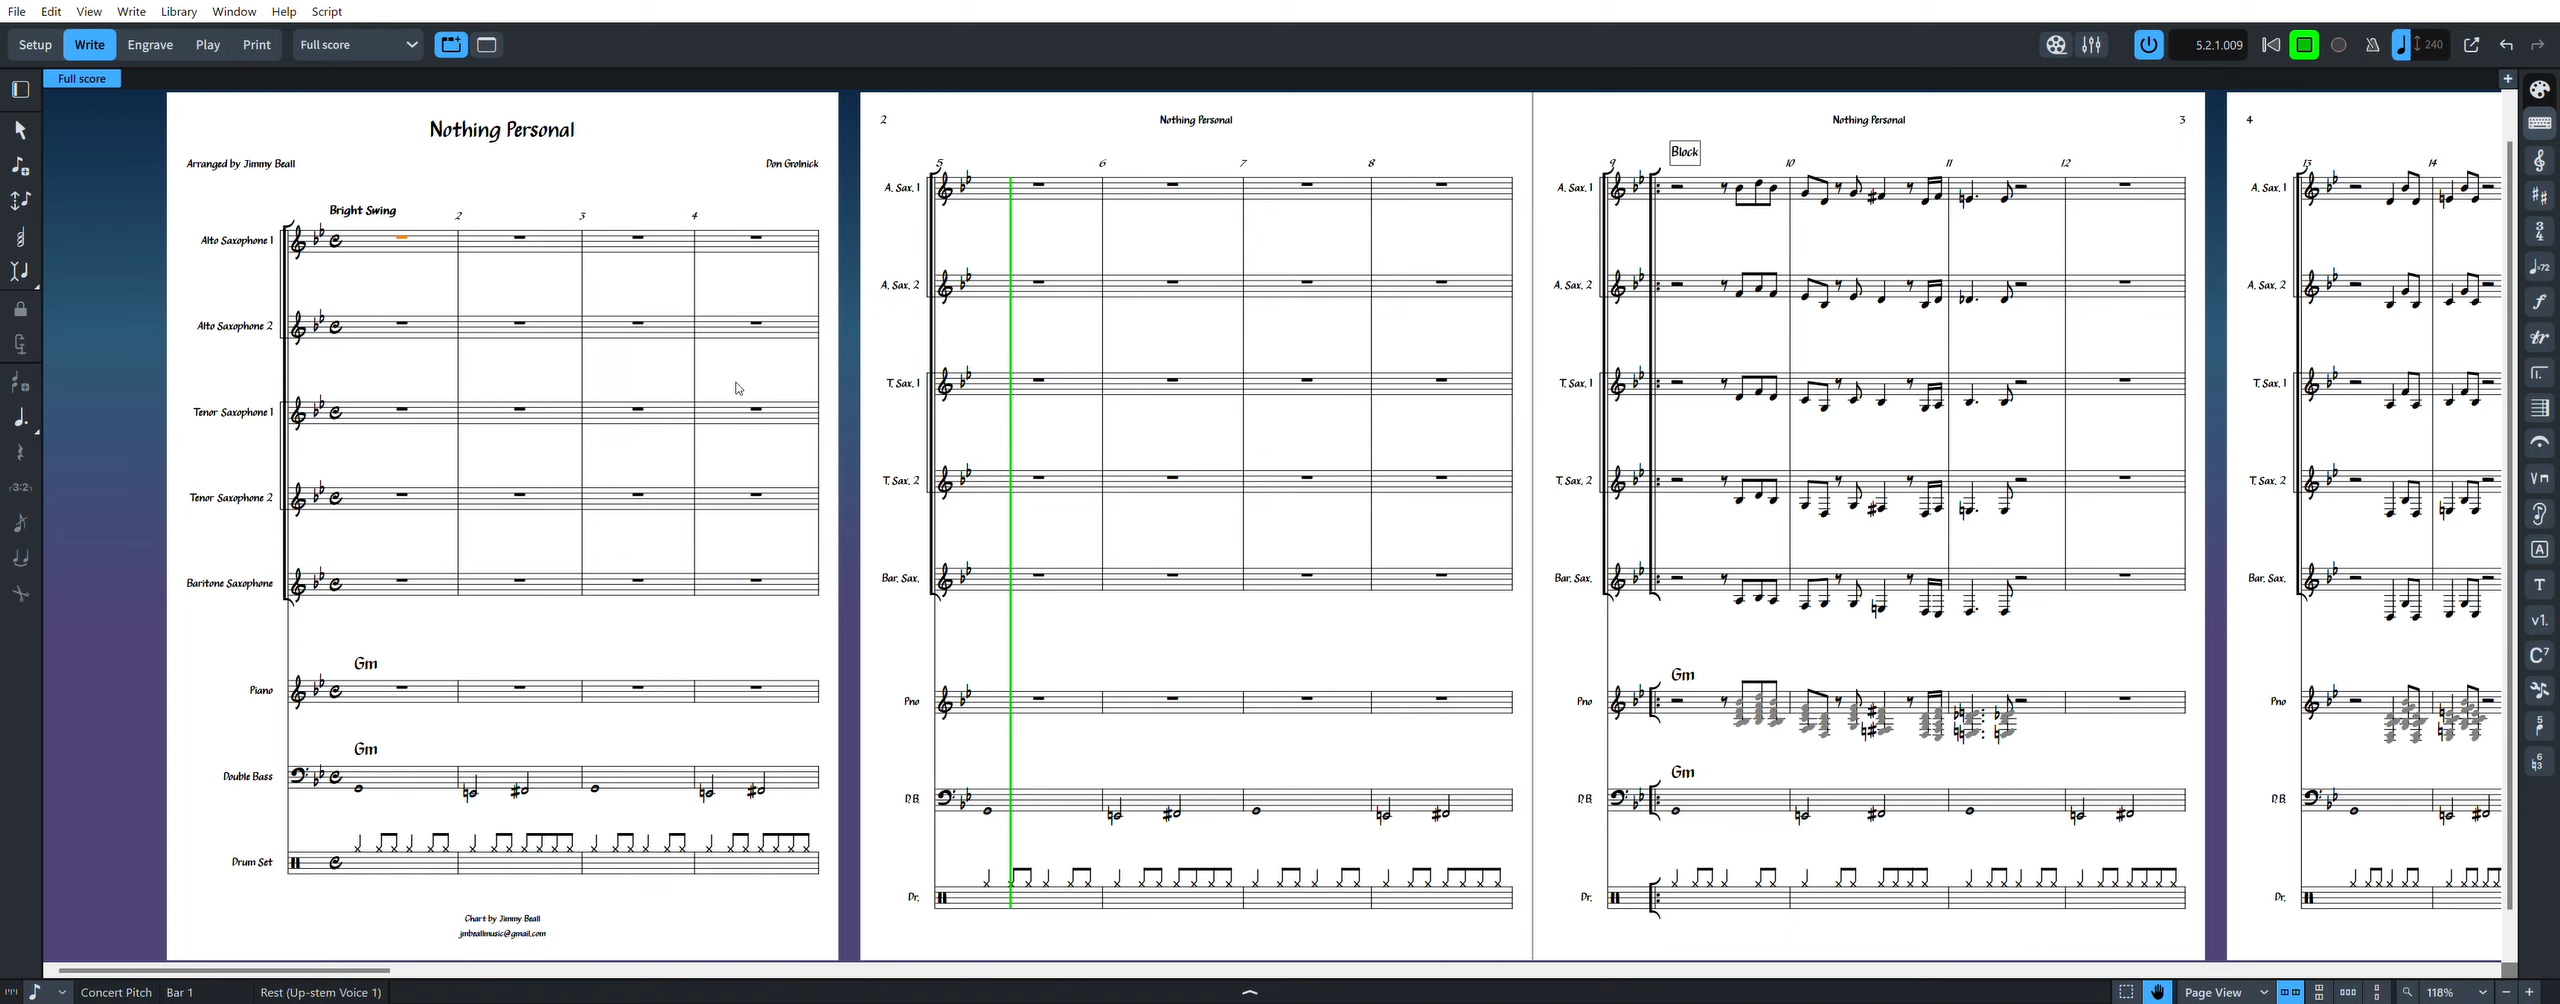 File Edit View Write Library Window Help Script
Setup Write Engrave Play Print Full score 5.2.1.009 240
Full score
Nothing Personal
Arranged by Jimmy Beall Don Grolnick
Bright Swing
2 3 4
Alto Saxophone 1
Alto Saxophone 2
Tenor Saxophone 1
Tenor Saxophone 2
Baritone Saxophone
Gm
Piano
Gm
Double Bass
Drum Set
Chart by Jimmy Beall
jmbeallmusic@gmail.com
2 Nothing Personal
5 6 7 8
A. Sax. 1
A. Sax. 2
T. Sax. 1
T. Sax. 2
Bar. Sax.
Pno
D.B.
Dr.
Nothing Personal 3
Block
9 10 11 12
A. Sax. 1
A. Sax. 2
T. Sax. 1
T. Sax. 2
Bar. Sax.
Gm
Pno
Gm
D.B.
Dr.
4
13 14
A. Sax. 1
A. Sax. 2
T. Sax. 1
T. Sax. 2
Bar. Sax.
Pno
D.B.
Dr.
Concert Pitch Bar 1 Rest (Up-stem Voice 1) Page View 118%